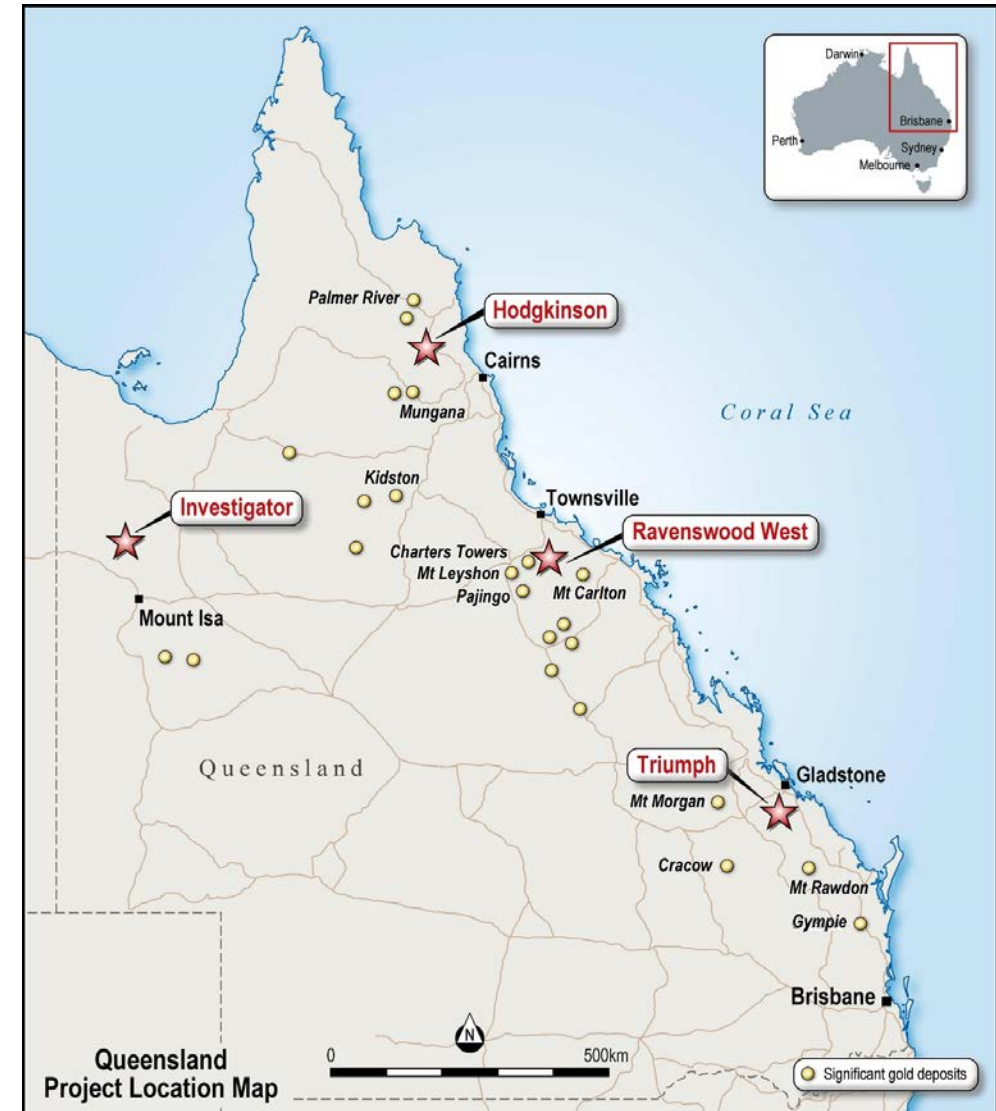 Darwin
Brisbane
Perth
Sydney
Melbourne
Palmer River
Hodgkinson
Cairns
Mungana
Coral Sea
Kidston
Investigator
Townsville
Ravenswood West
Charters Towers
Mt Leyshon
Pajingo
Mt Carlton
Mount Isa
Queensland
Triumph
Gladstone
Mt Morgan
Cracow
Mt Rawdon
Gympie
Brisbane
N
0
500km
Queensland
Project Location Map
Significant gold deposits